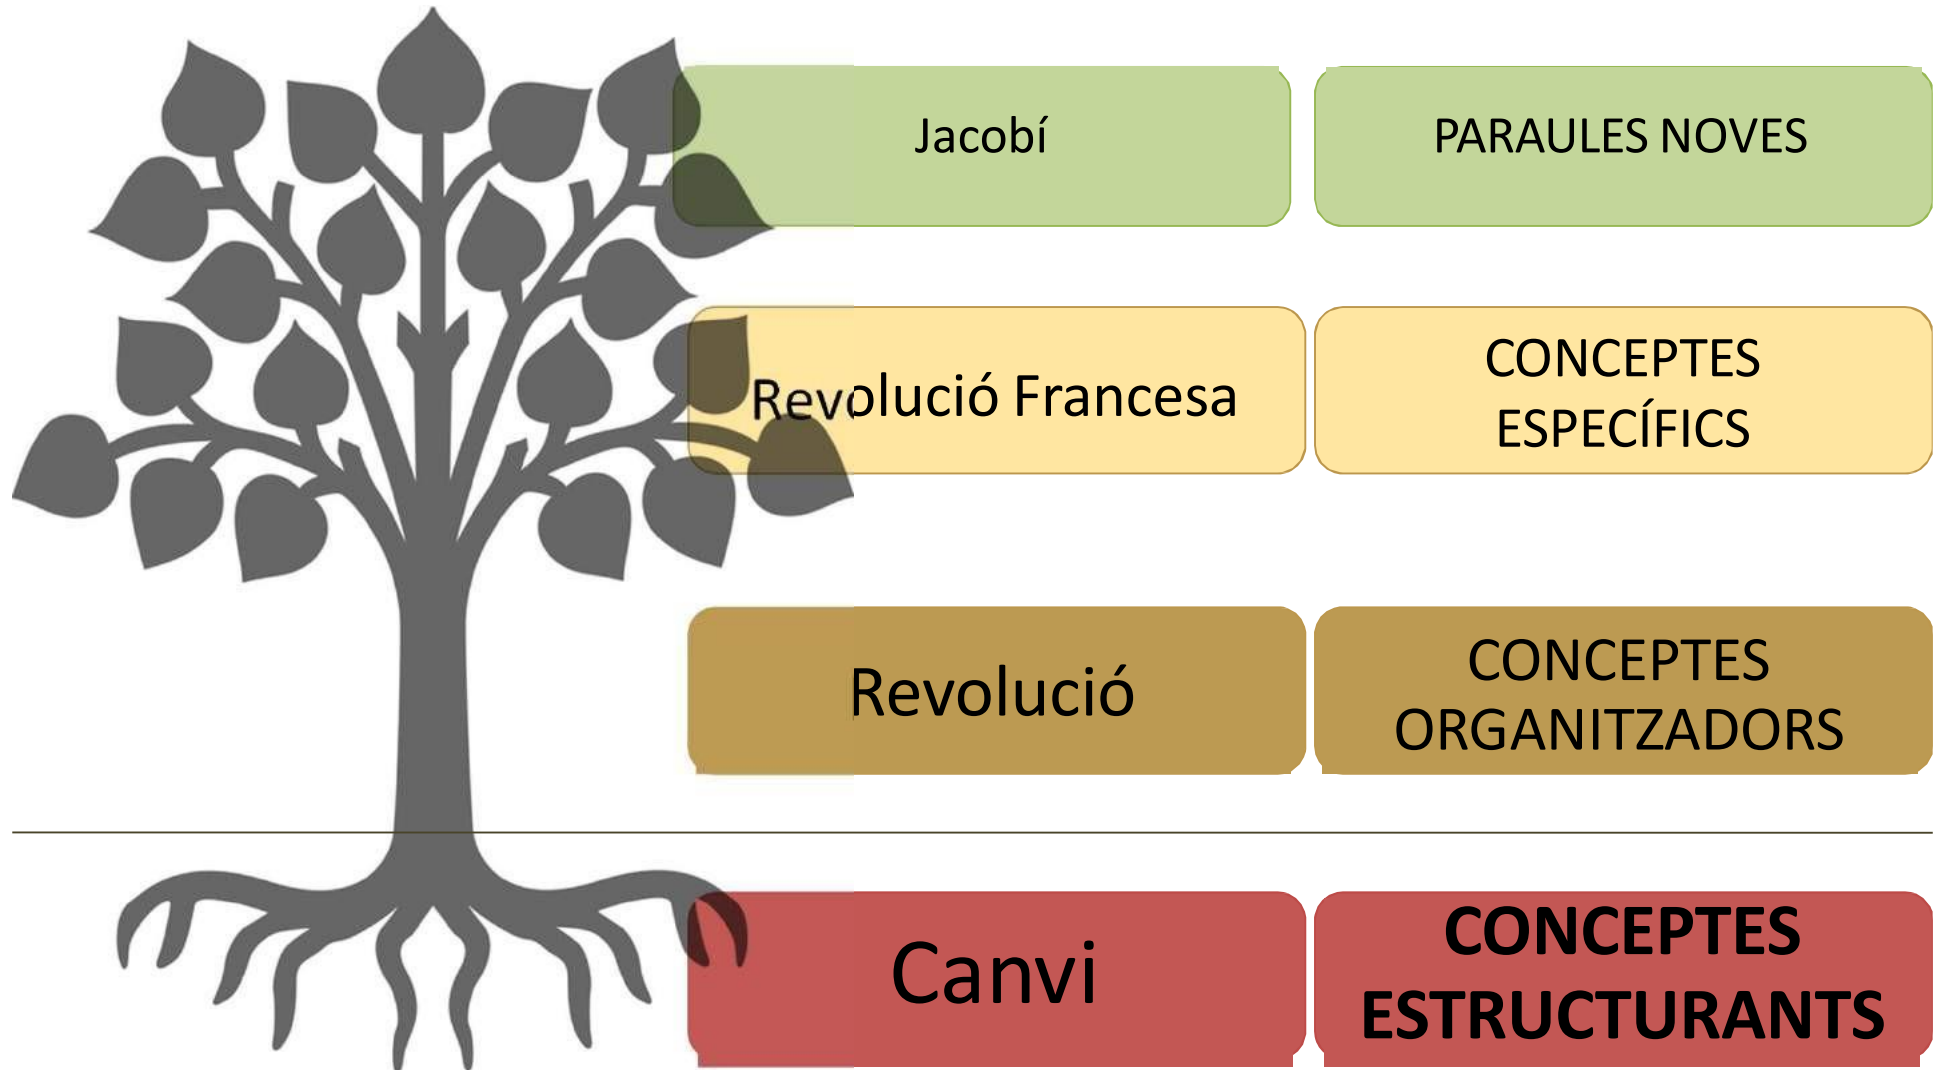 Jacobí
PARAULES NOVES
Revolució Francesa
CONCEPTES
ESPECÍFICS
Revolució
CONCEPTES
ORGANITZADORS
Canvi
CONCEPTES
ESTRUCTURANTS